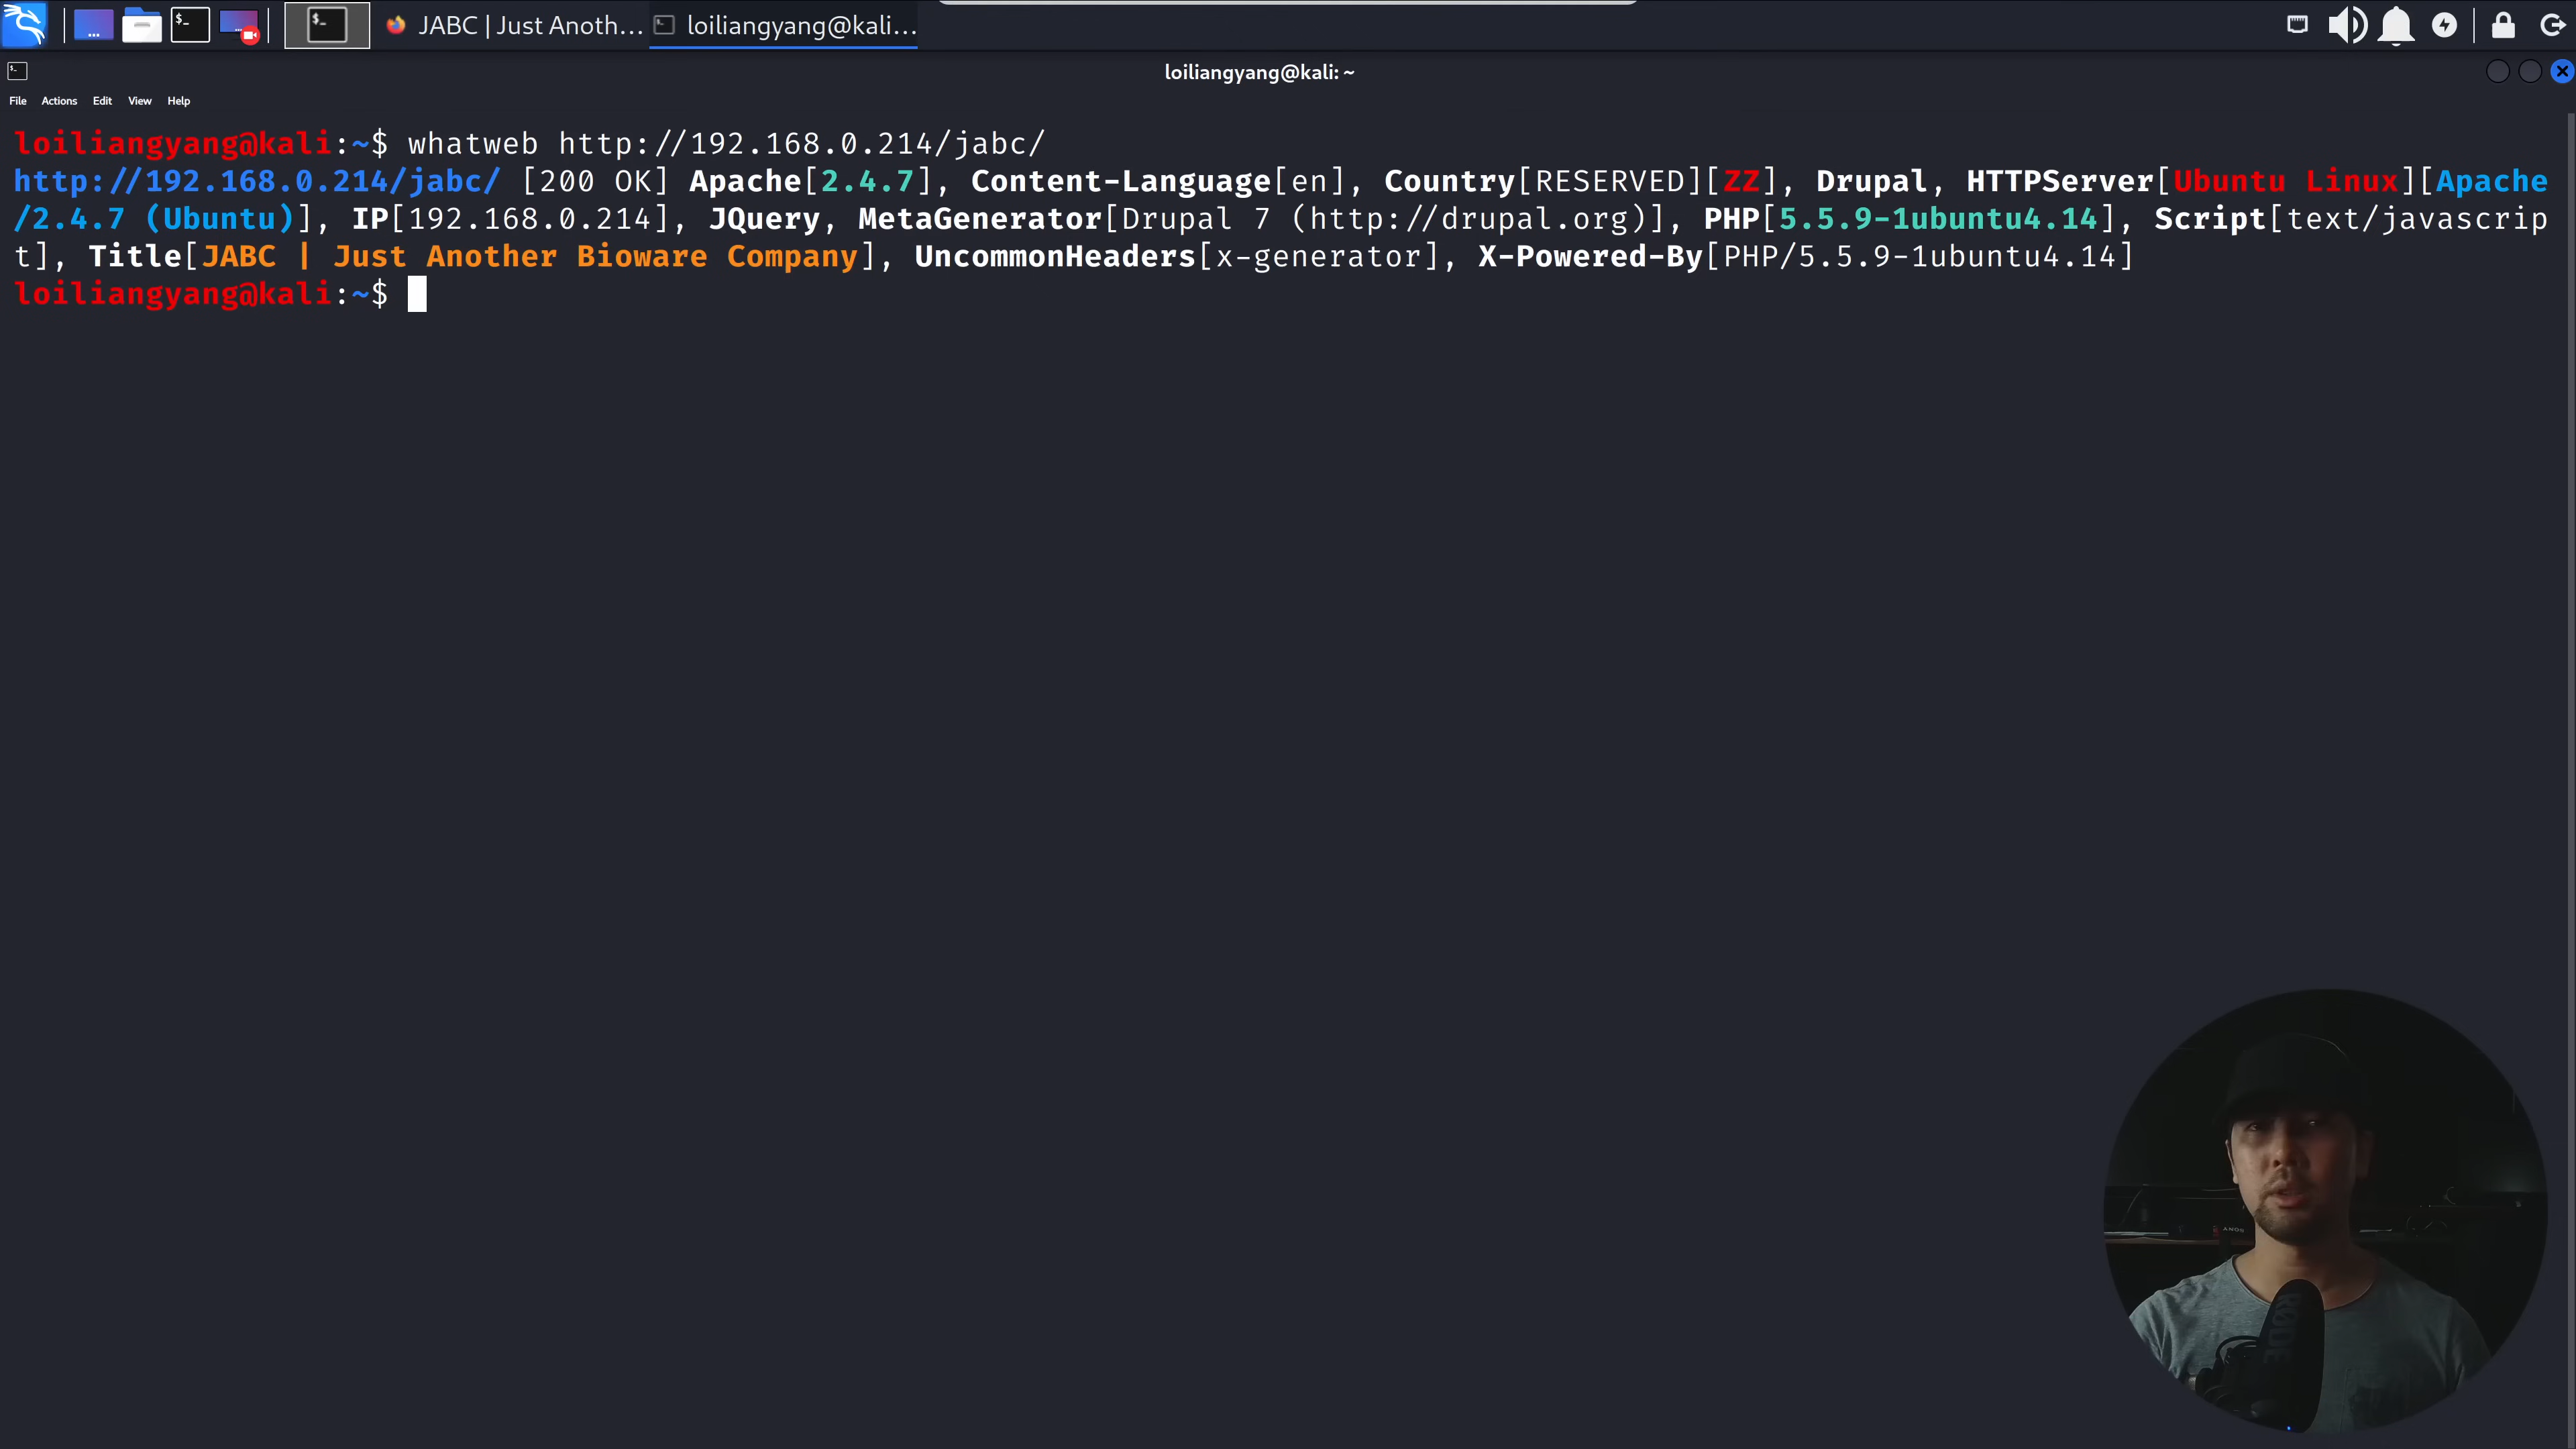 JABC | Just Anoth...
loiliangyang@kali...
loiliangyang@kali: ~
File Actions Edit View Help
loiliangyang@kali:~$ whatweb http://192.168.0.214/jabc/
http://192.168.0.214/jabc/ [200 OK] Apache[2.4.7], Content-Language[en], Country[RESERVED][ZZ], Drupal, HTTPServer[Ubuntu Linux][Apache
/2.4.7 (Ubuntu)], IP[192.168.0.214], JQuery, MetaGenerator[Drupal 7 (http://drupal.org)], PHP[5.5.9-1ubuntu4.14], Script[text/javascrip
t], Title[JABC | Just Another Bioware Company], UncommonHeaders[x-generator], X-Powered-By[PHP/5.5.9-1ubuntu4.14]
loiliangyang@kali:~$
RODE